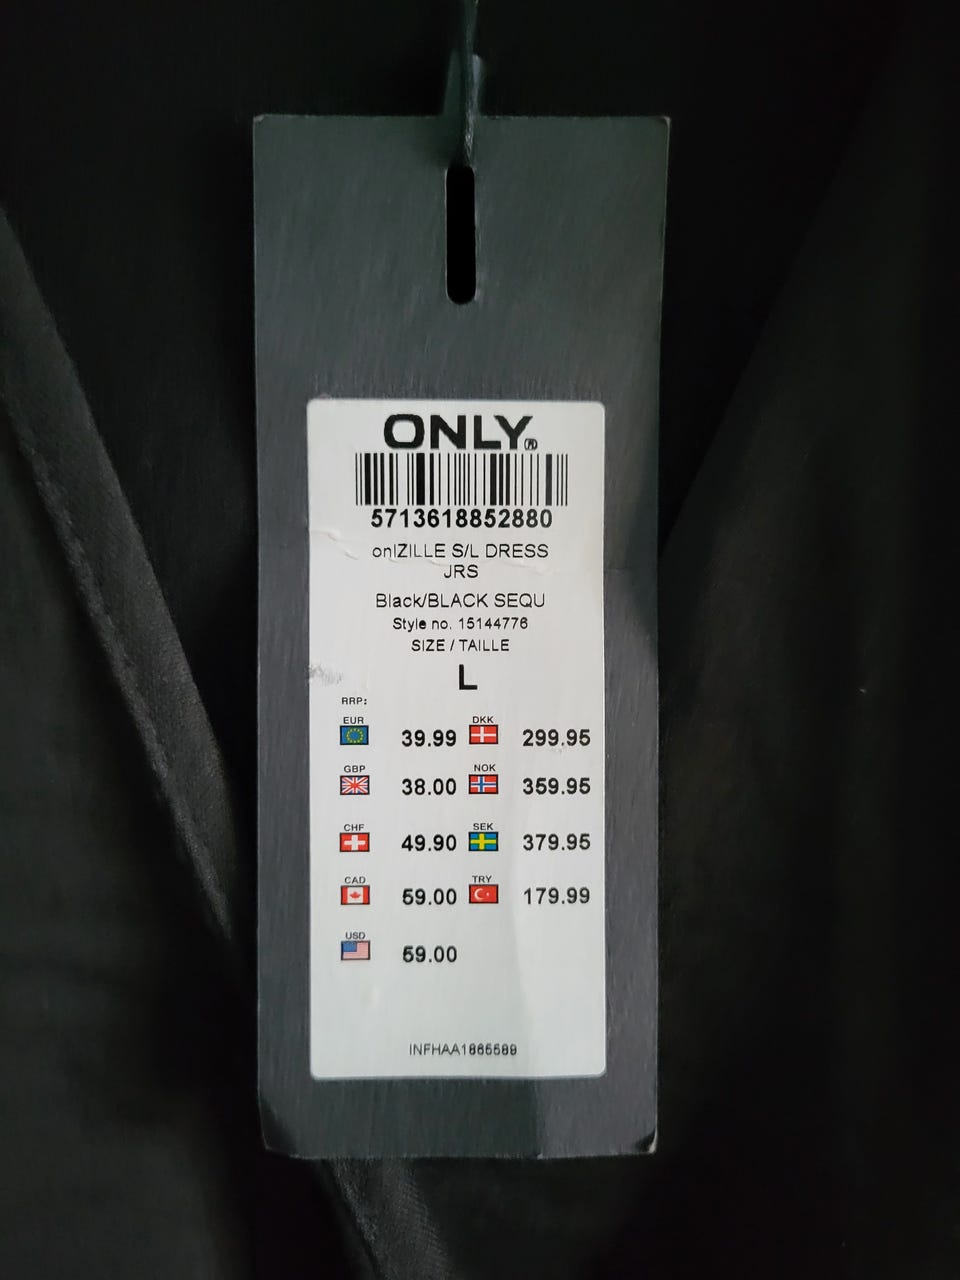 ONLY®
5713618852880
onlZILLE S/L DRESS
JRS
Black/BLACK SEQU
Style no. 15144776
SIZE / TAILLE
L
RRP:
EUR 39.99 DKK 299.95
GBP 38.00 NOK 359.95
CHF 49.90 SEK 379.95
CAD 59.00 TRY 179.99
USD 59.00
INFHAA1865589